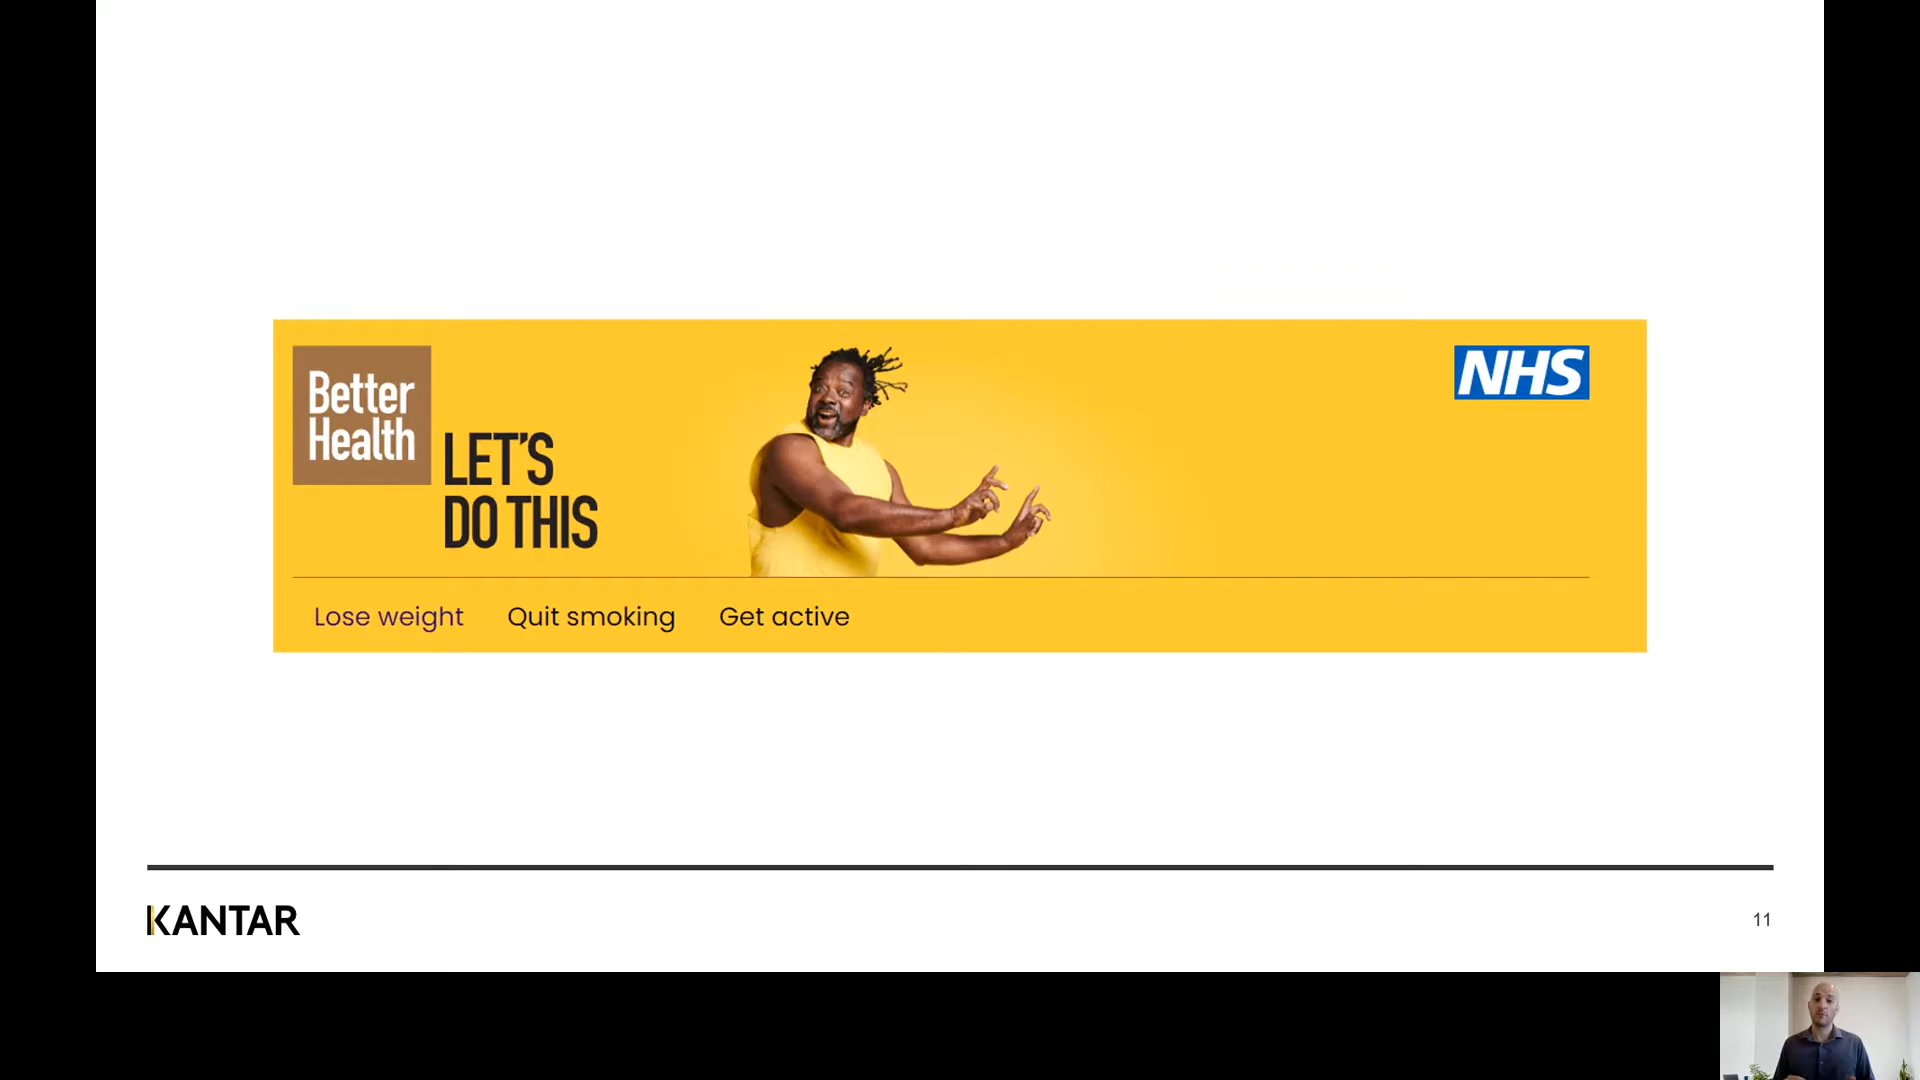 Better
Health
LET'S
DO THIS
NHS
Lose weight Quit smoking Get active
KANTAR
11